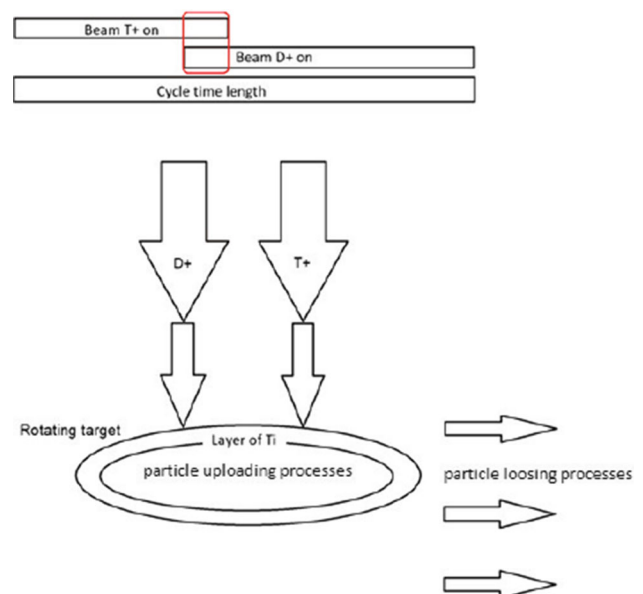 Beam T+ on
Beam D+ on
Cycle time length
D+
T+
Rotating target
Layer of Ti
particle uploading processes
particle loosing processes